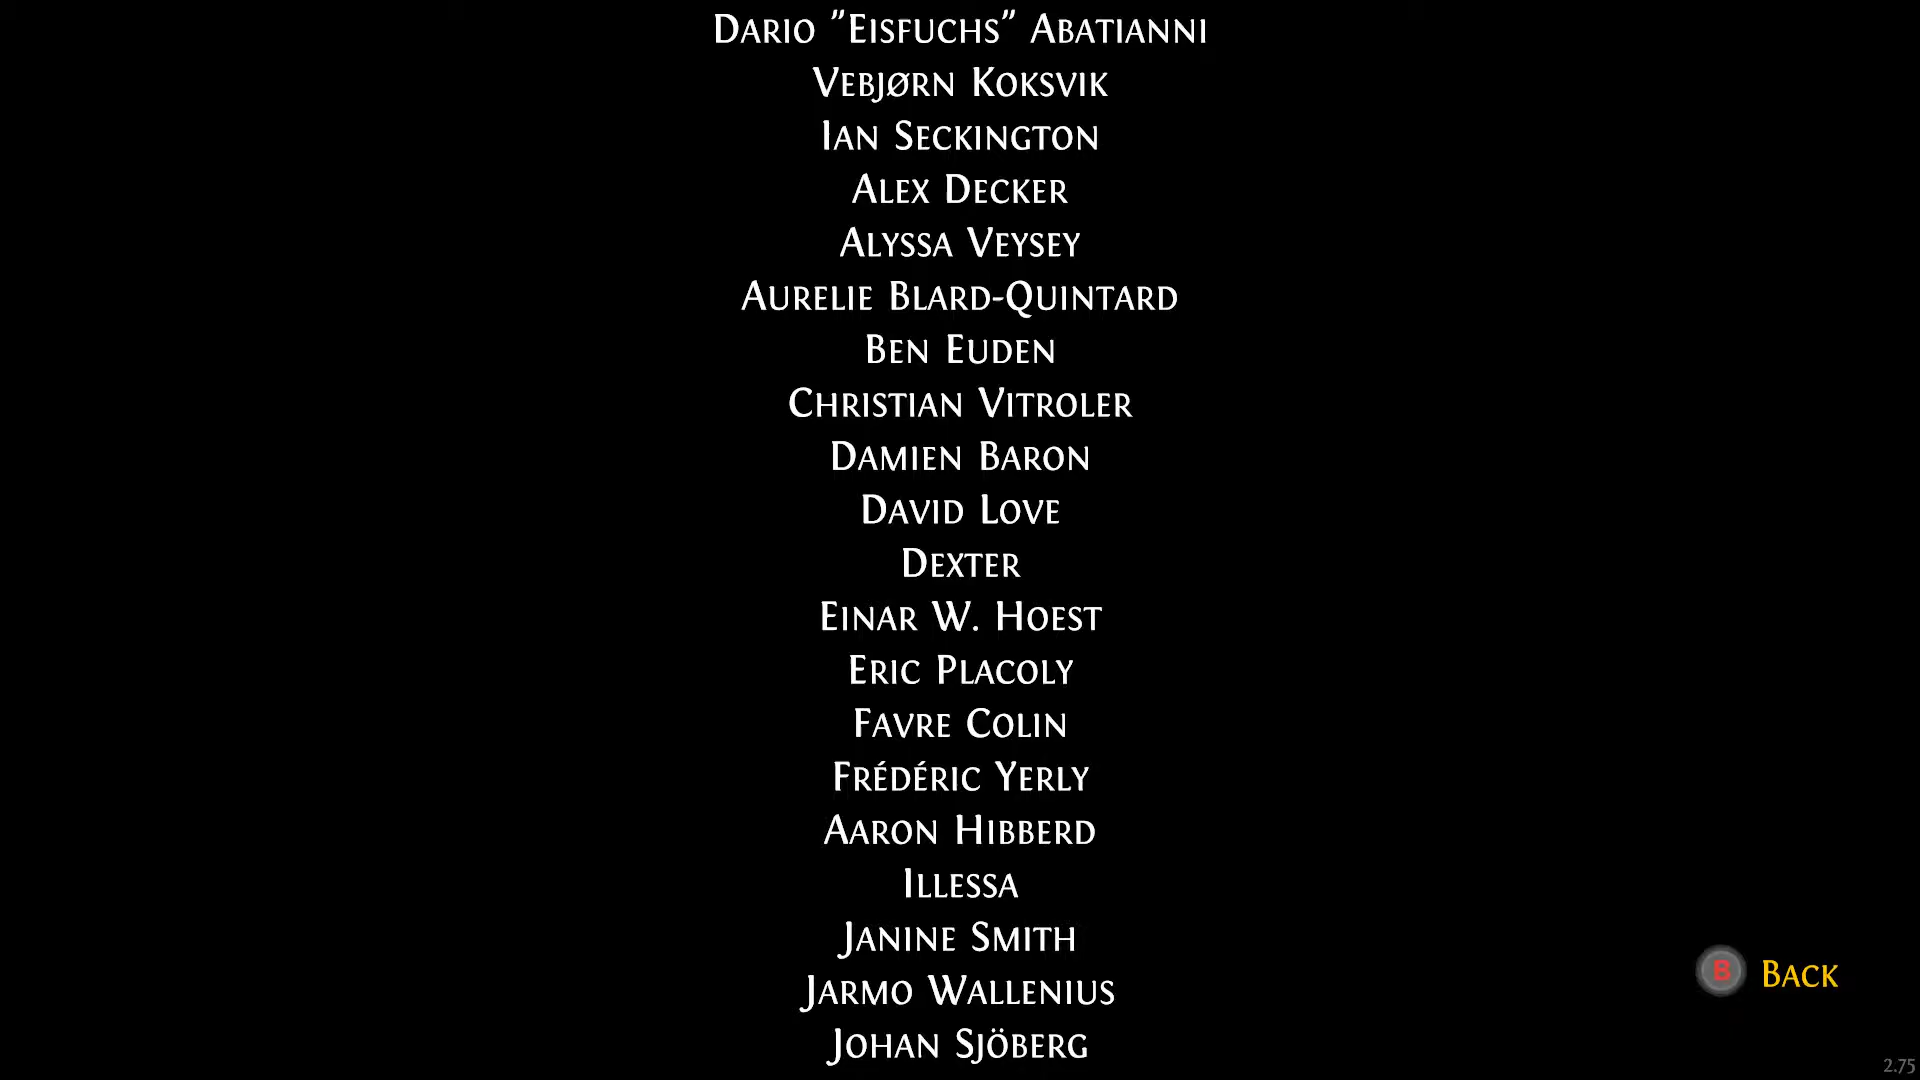 Dario "Eisfuchs" Abatianni
Vebjørn Koksvik
Ian Seckington
Alex Decker
Alyssa Veysey
Aurelie Blard-Quintard
Ben Euden
Christian Vitroler
Damien Baron
David Love
Dexter
Einar W. Hoest
Eric Placoly
Favre Colin
Frédéric Yerly
Aaron Hibberd
Illessa
Janine Smith
Jarmo Wallenius
Johan Sjöberg
B Back
2.75